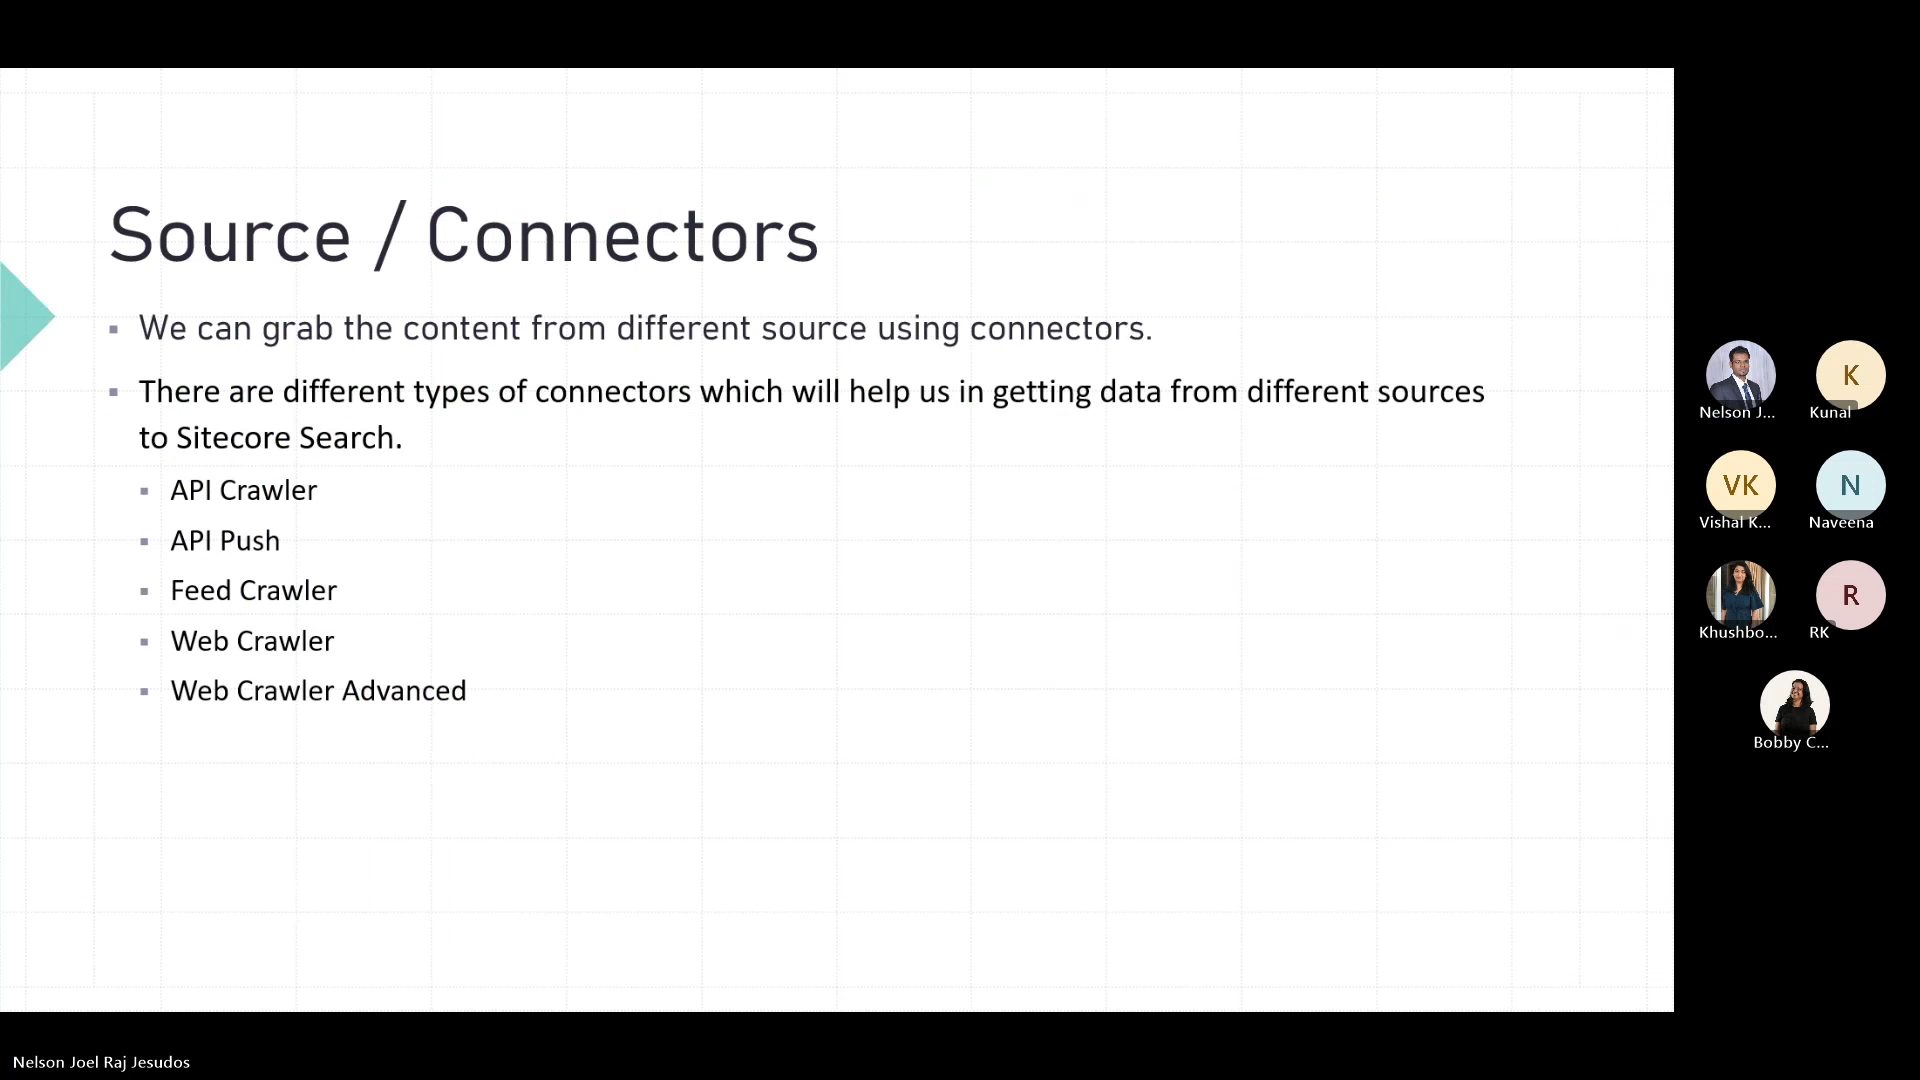 Source / Connectors
We can grab the content from different source using connectors.
There are different types of connectors which will help us in getting data from different sources
to Sitecore Search.
API Crawler
API Push
Feed Crawler
Web Crawler
Web Crawler Advanced
Nelson J...
K
Kunal
VK
Vishal K...
N
Naveena
Khushbo...
R
RK
Bobby C...
Nelson Joel Raj Jesudos